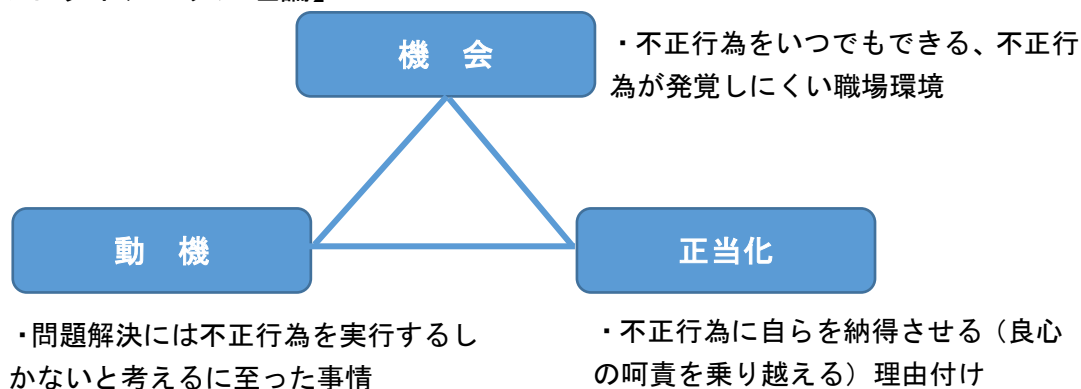 機 会
・不正行為をいつでもできる、不正行
為が発覚しにくい職場環境
動 機
正当化
・問題解決には不正行為を実行するし
かないと考えるに至った事情
・不正行為に自らを納得させる（良心
の呵責を乗り越える）理由付け